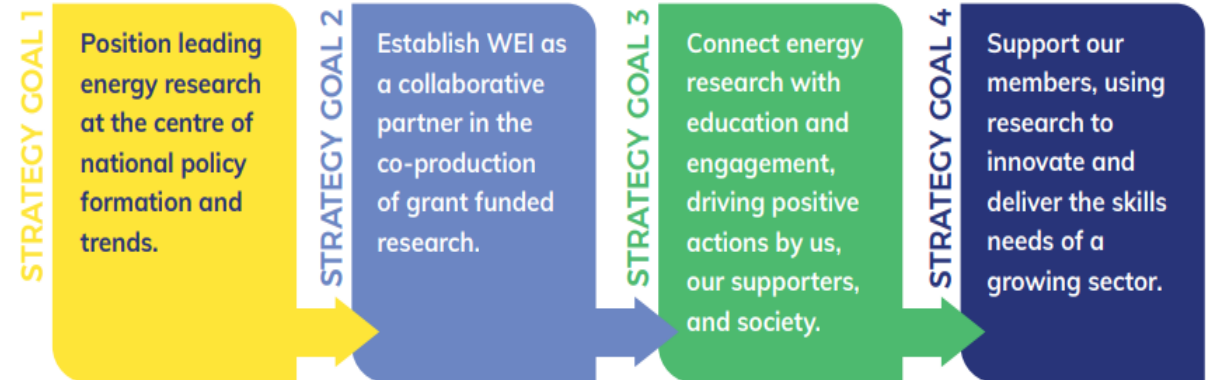 STRATEGY GOAL 1
Position leading
energy research
at the centre of
national policy
formation and
trends.
STRATEGY GOAL 2
Establish WEI as
a collaborative
partner in the
co-production
of grant funded
research.
STRATEGY GOAL 3
Connect energy
research with
education and
engagement,
driving positive
actions by us,
our supporters,
and society.
STRATEGY GOAL 4
Support our
members, using
research to
innovate and
deliver the skills
needs of a
growing sector.